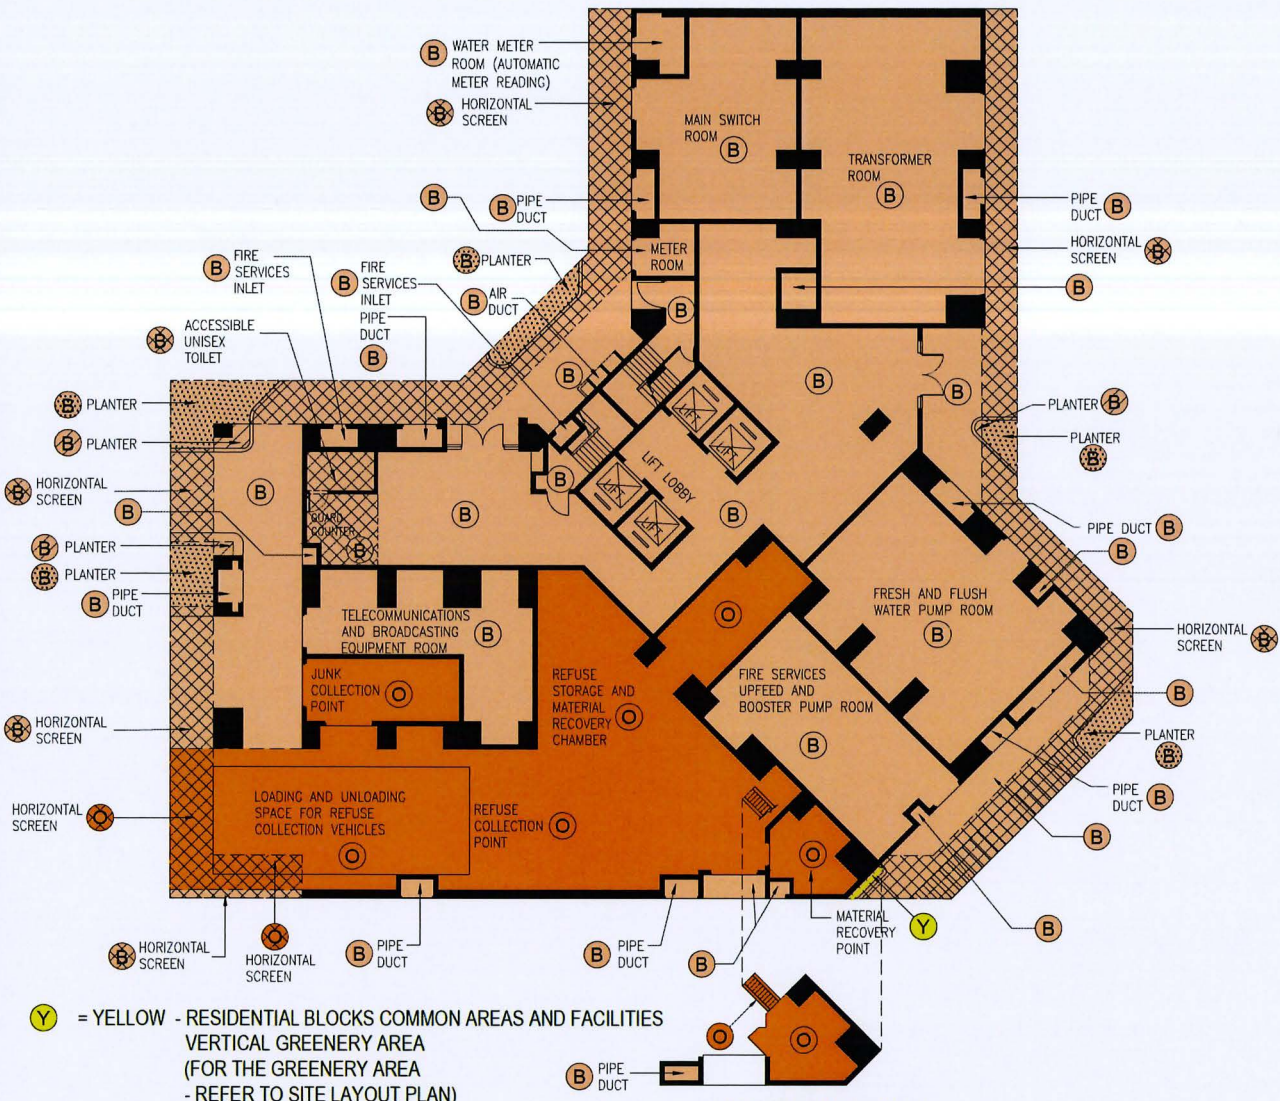 B WATER METER
ROOM (AUTOMATIC
METER READING)
B HORIZONTAL
SCREEN
MAIN SWITCH
ROOM B
TRANSFORMER
ROOM
B
B
B PIPE
DUCT
PIPE
DUCT B
METER
ROOM
HORIZONTAL
SCREEN B
B
B FIRE
SERVICES
INLET
B FIRE
SERVICES
INLET
PIPE
DUCT
B
B PLANTER
B AIR
DUCT
B
B ACCESSIBLE
UNISEX
TOILET
B
B
B
B PLANTER
B PLANTER
PLANTER B
PLANTER
B
LIFT
LIFT
LIFT
LIFT
LIFT LOBBY
B HORIZONTAL
SCREEN
B
B
B
B
B
GUARD
COUNTER
B
PIPE DUCT B
B
B PLANTER
B PLANTER
B PIPE
DUCT
FRESH AND FLUSH
WATER PUMP ROOM
B
TELECOMMUNICATIONS
AND BROADCASTING
EQUIPMENT ROOM
B
O
HORIZONTAL
SCREEN B
JUNK
COLLECTION
POINT O
REFUSE
STORAGE AND
MATERIAL
RECOVERY
CHAMBER
O
FIRE SERVICES
UPFEED AND
BOOSTER PUMP ROOM
B
B
B HORIZONTAL
SCREEN
PLANTER
B
HORIZONTAL
SCREEN O
LOADING AND UNLOADING
SPACE FOR REFUSE
COLLECTION VEHICLES
O
REFUSE
COLLECTION
POINT
O
PIPE
DUCT B
B
O
B HORIZONTAL
SCREEN
O
HORIZONTAL
SCREEN
B PIPE
DUCT
B PIPE
DUCT
B
MATERIAL
RECOVERY
POINT
Y
B
O
O
B PIPE
DUCT
Y = YELLOW - RESIDENTIAL BLOCKS COMMON AREAS AND FACILITIES
VERTICAL GREENERY AREA
(FOR THE GREENERY AREA
- REFER TO SITE LAYOUT PLAN)